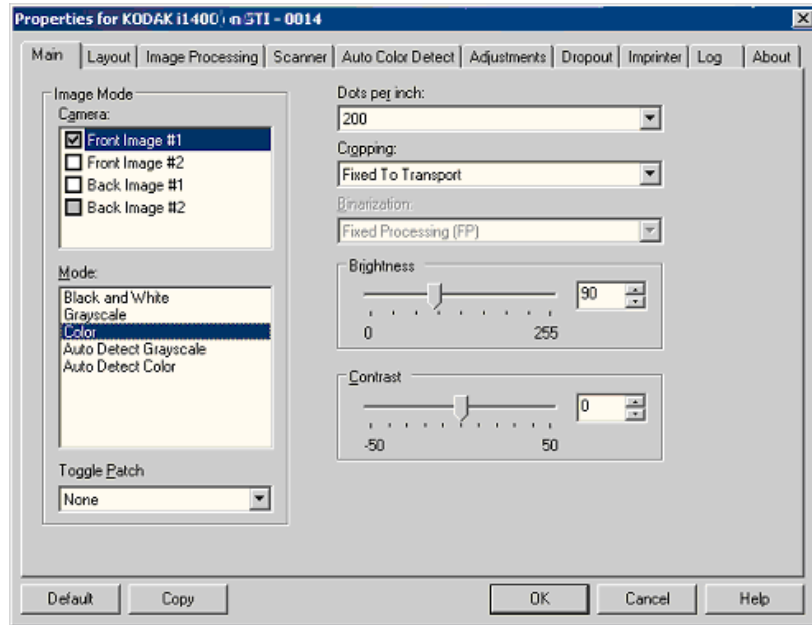 Properties for KODAK i1400 on STI - 0014
Main Layout Image Processing Scanner Auto Color Detect Adjustments Dropout Imprinter Log About
Image Mode
Camera:
Front Image #1
Front Image #2
Back Image #1
Back Image #2
Mode:
Black and White
Grayscale
Color
Auto Detect Grayscale
Auto Detect Color
Toggle Patch
None
Dots per inch:
200
Cropping:
Fixed To Transport
Binarization:
Fixed Processing (FP)
Brightness
90
0 255
Contrast
0
-50 50
Default Copy OK Cancel Help